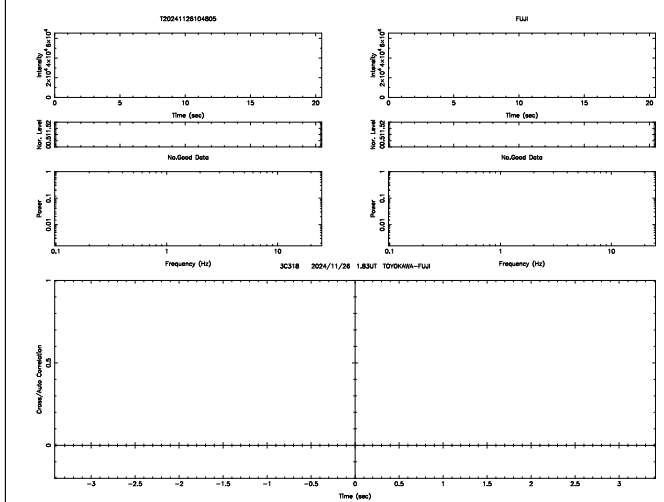 T20241126104805 FUJI
Intensity 0 2×10⁴ 4×10⁴ 6×10⁴ Intensity 0 2×10⁴ 4×10⁴ 6×10⁴
0 5 10 15 20 0 5 10 15 20
Time (sec) Time (sec)
Nor. Level 00.511.52 Nor. Level 00.511.52
No.Good Data No.Good Data
Power 1 0.1 0.01 Power 1 0.1 0.01
0.1 1 10 0.1 1 10
Frequency (Hz) Frequency (Hz)
3C318 2024/11/26 1.83UT TOYOKAWA-FUJI
Cross/Auto Correlation 1 0.5 0
-3 -2.5 -2 -1.5 -1 -0.5 0 0.5 1 1.5 2 2.5 3
Time (sec)